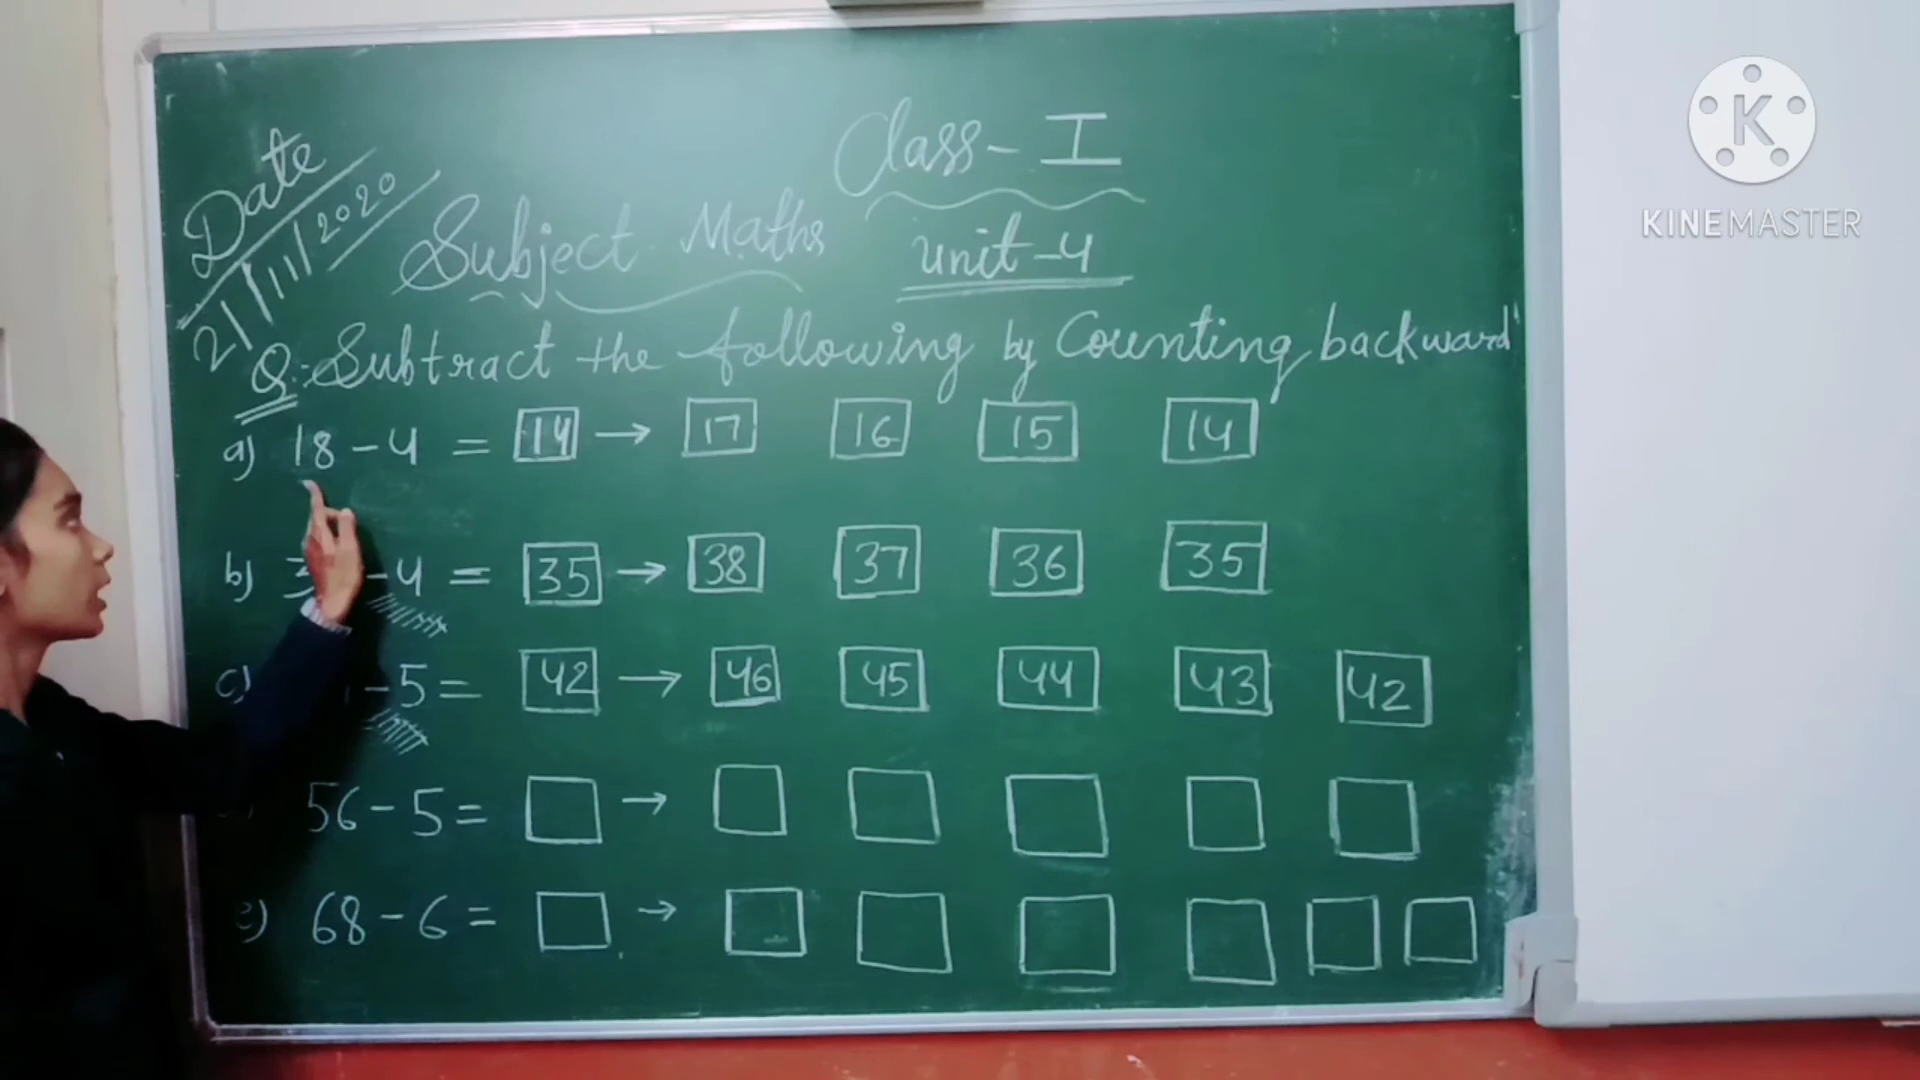 Date
21/11/2020
Class - I
Subject Maths
unit - 4
Q:- Subtract the following by Counting backward
a) 18 - 4 = 14 → 17 16 15 14
b) 3 - 4 = 35 → 38 37 36 35
c) - 5 = 42 → 46 45 44 43 42
56 - 5 = →
e) 68 - 6 = →
K
KINEMASTER